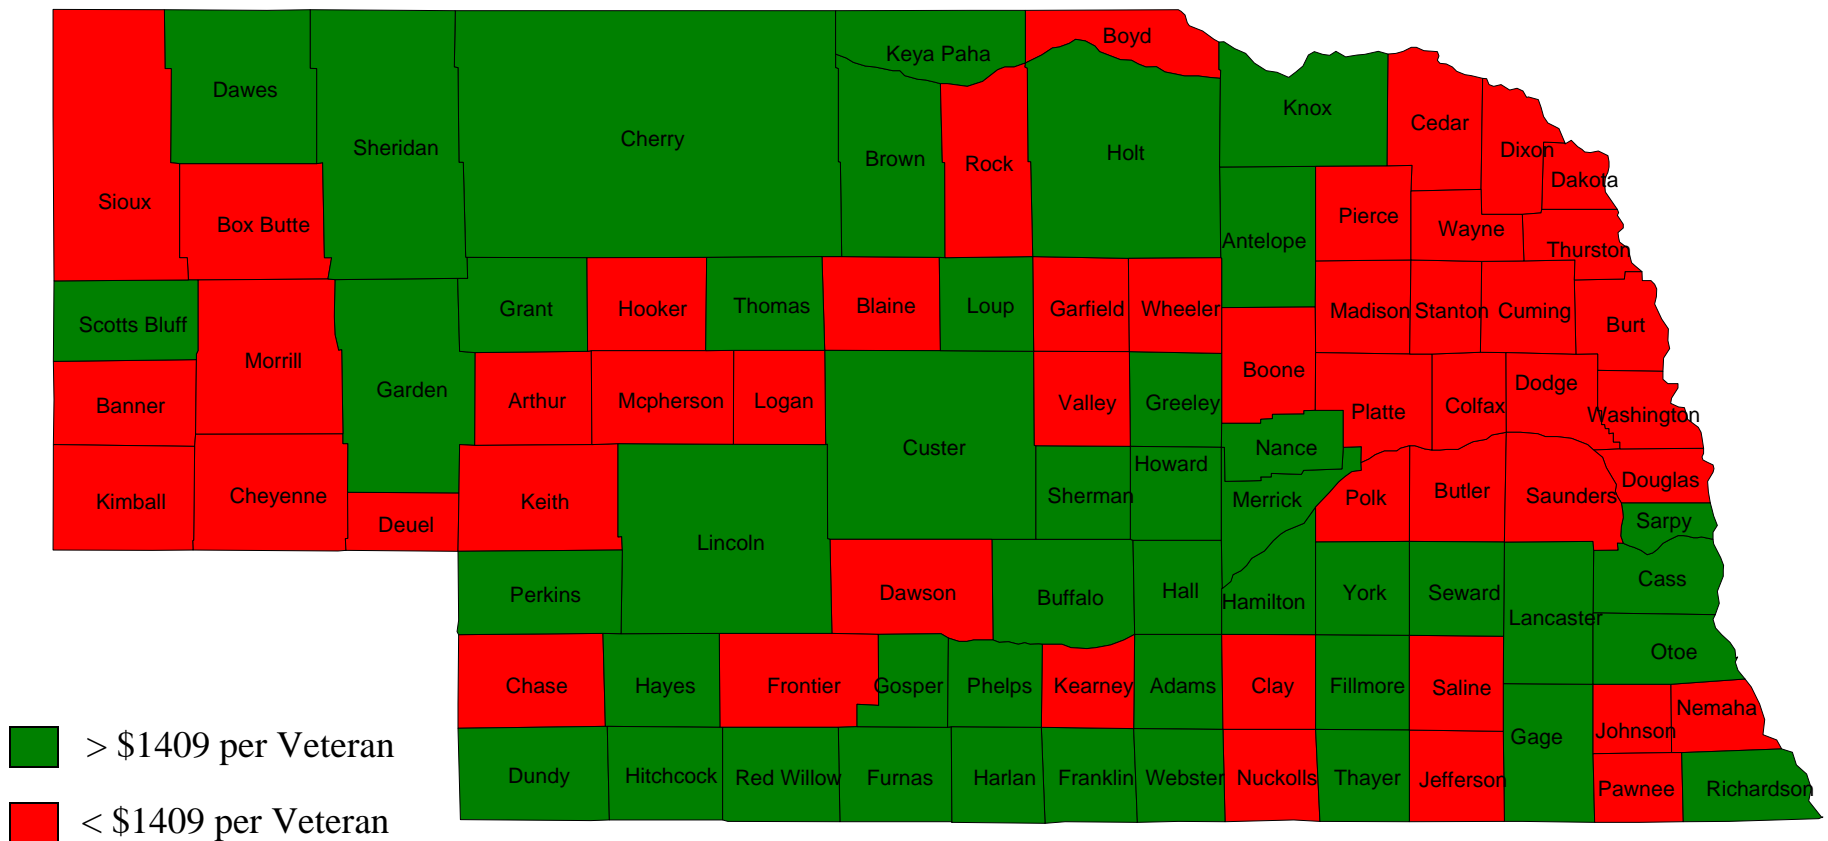 Boyd
Keya Paha
Dawes
Knox
Cedar
Cherry
Sheridan
Brown
Rock
Holt
Dixon
Dakota
Sioux
Box Butte
Pierce
Wayne
Antelope
Thurston
Scotts Bluff
Grant
Hooker
Thomas
Blaine
Loup
Garfield
Wheeler
Madison
Stanton
Cuming
Burt
Morrill
Garden
Boone
Dodge
Banner
Arthur
Mcpherson
Logan
Valley
Greeley
Platte
Colfax
Washington
Custer
Nance
Howard
Kimball
Cheyenne
Keith
Sherman
Merrick
Polk
Butler
Saunders
Douglas
Deuel
Lincoln
Sarpy
Perkins
Dawson
Buffalo
Hall
Hamilton
York
Seward
Lancaster
Cass
Otoe
Chase
Hayes
Frontier
Gosper
Phelps
Kearney
Adams
Clay
Fillmore
Saline
Nemaha
Johnson
Gage
> $1409 per Veteran
Dundy
Hitchcock
Red Willow
Furnas
Harlan
Franklin
Webster
Nuckolls
Thayer
Jefferson
Pawnee
Richardson
< $1409 per Veteran